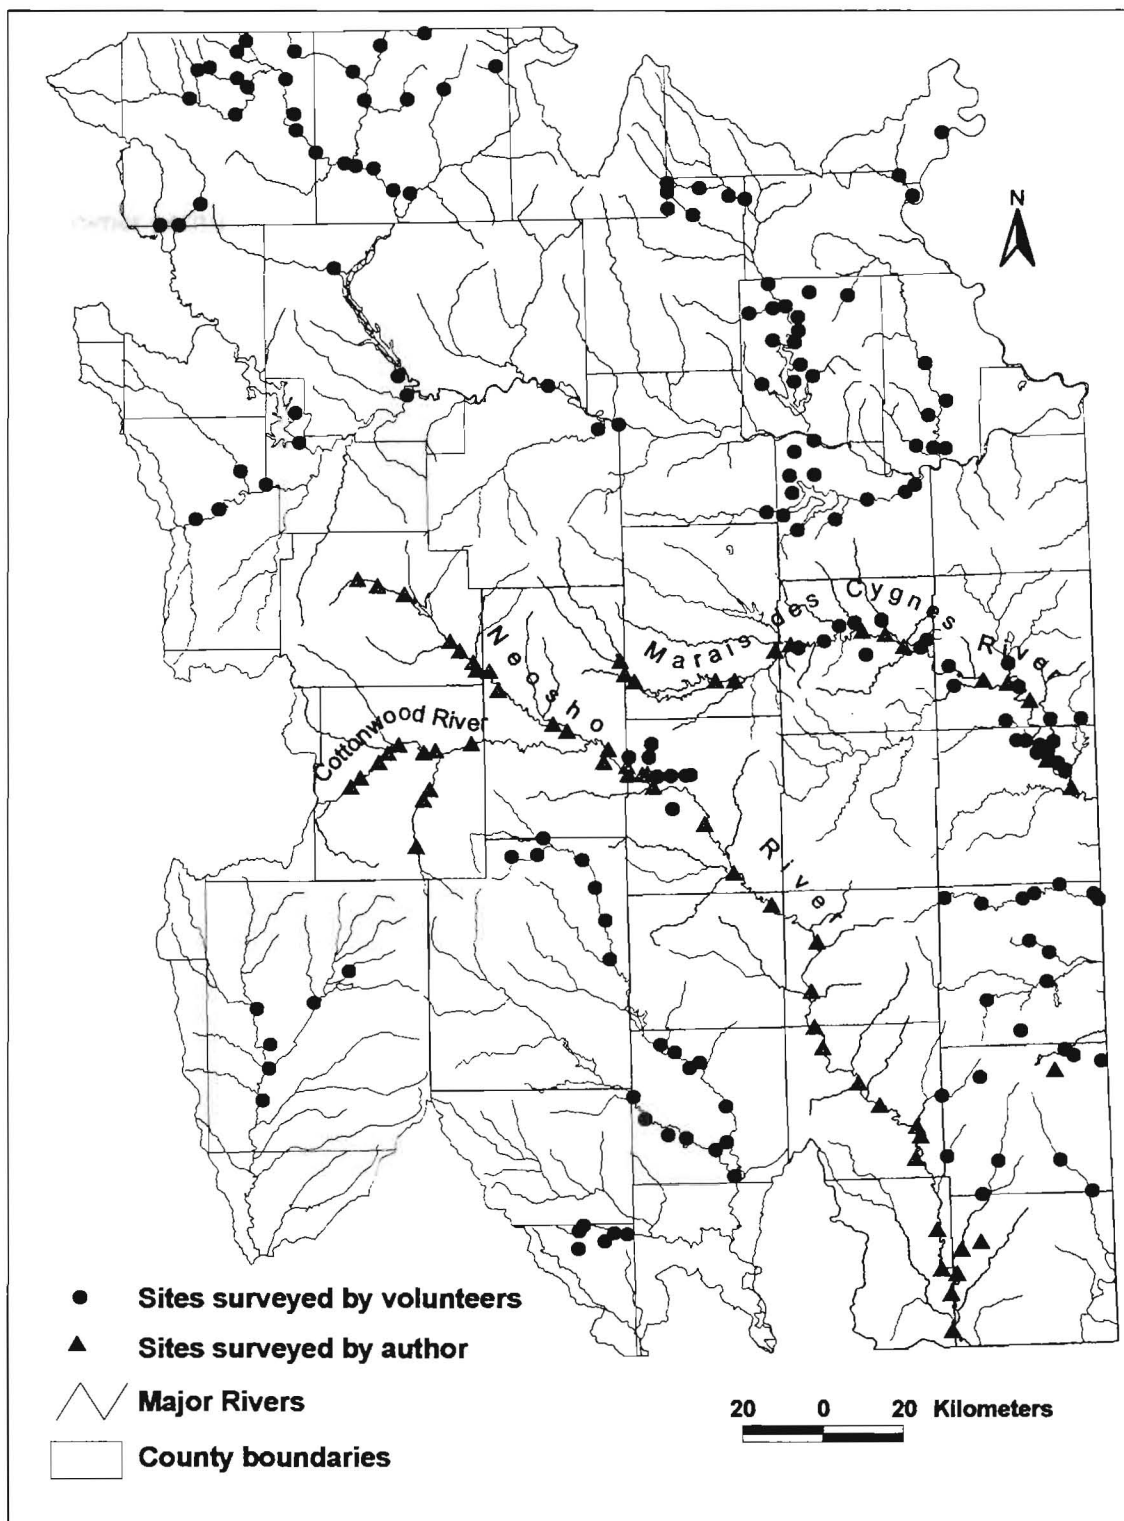 N
Marais des Cygnes River
Neosho River
Cottonwood River
Sites surveyed by volunteers
Sites surveyed by author
Major Rivers
County boundaries
20 0 20 Kilometers